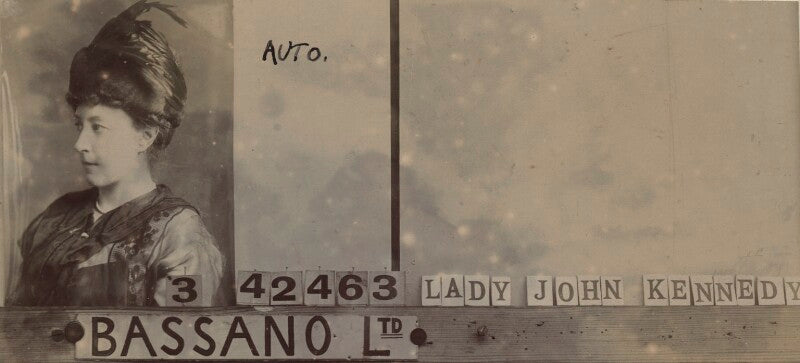 AUTO.
3 42463 LADY JOHN KENNEDY
BASSANO LTD